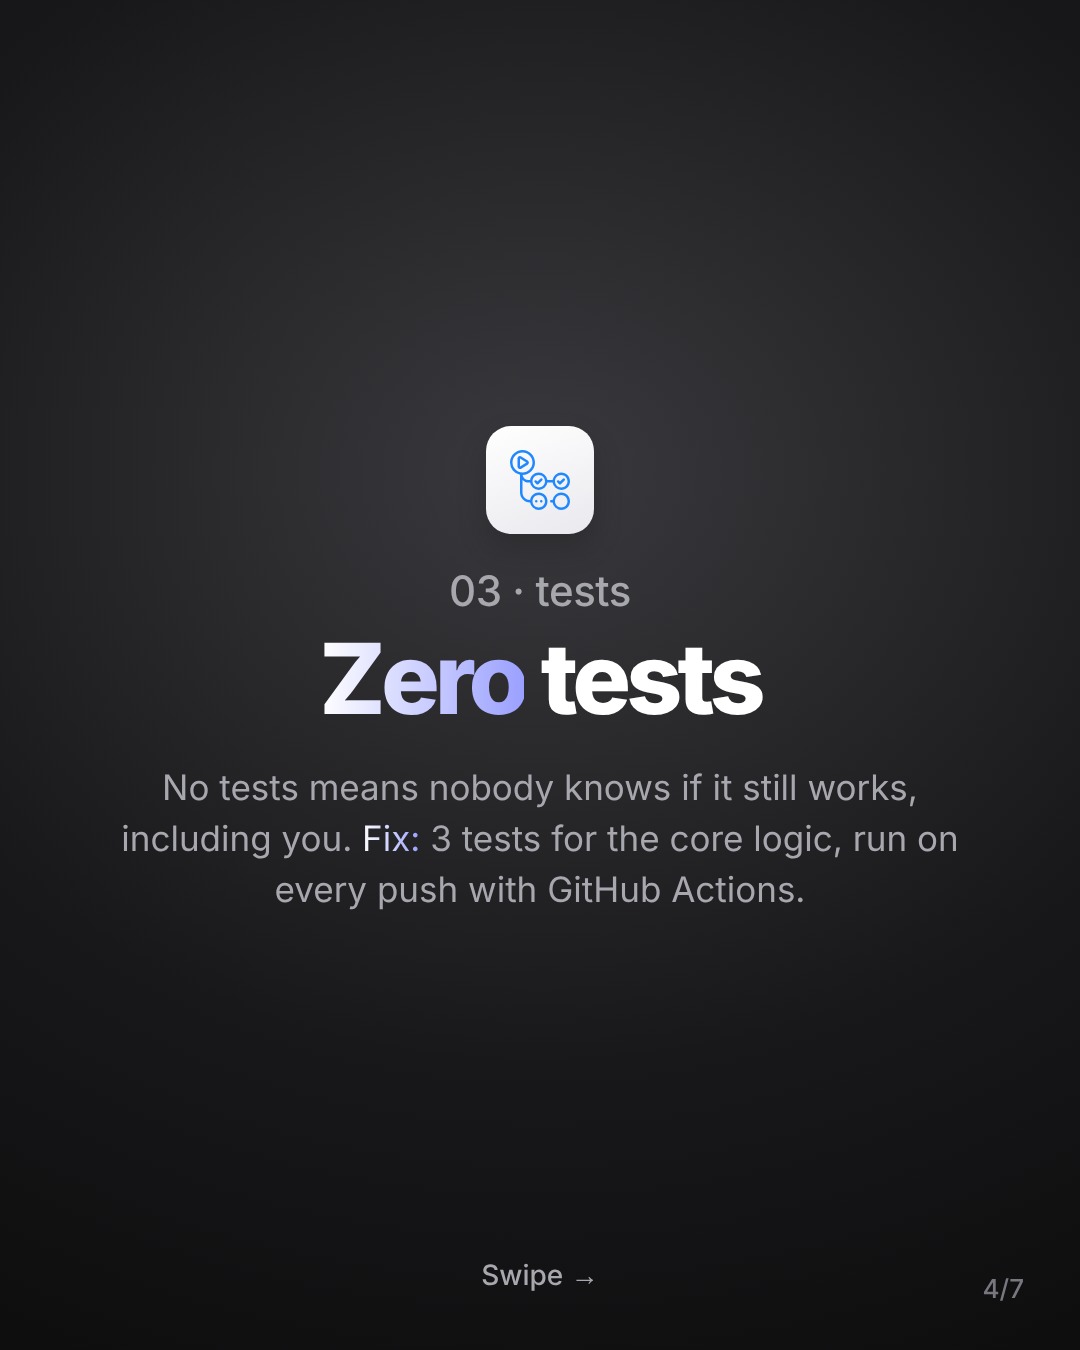 03 · tests
Zero tests
No tests means nobody knows if it still works,
including you. Fix: 3 tests for the core logic, run on
every push with GitHub Actions.
Swipe →
4/7